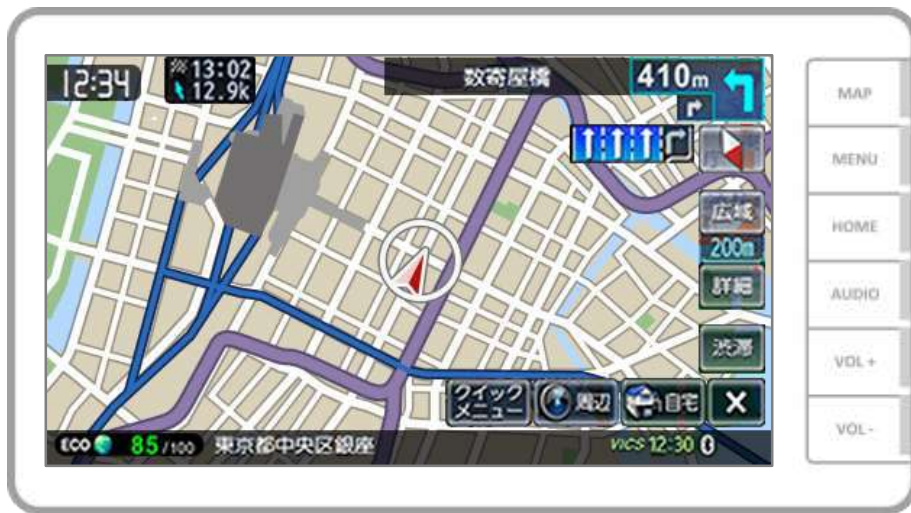 12:34
13:02
12.9k
数寄屋橋
410m
広域
200m
詳細
渋滞
クイック
メニュー
周辺
自宅
X
ECO 85/100
東京都中央区銀座
VICS 12:30 0
MAP
MENU
HOME
AUDIO
VOL +
VOL -